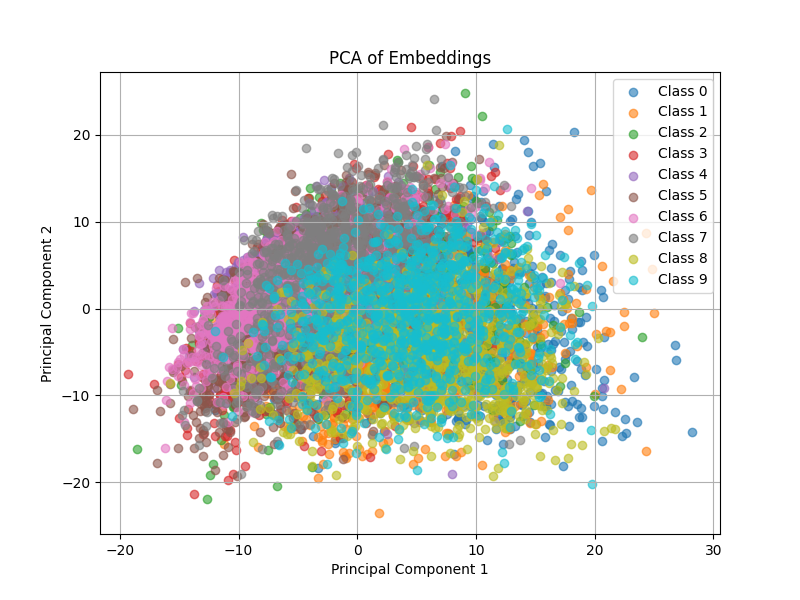 PCA of Embeddings
Class 0
Class 1
Class 2
Class 3
Class 4
Class 5
Class 6
Class 7
Class 8
Class 9
20
10
0
−10
−20
Principal Component 2
−20 −10 0 10 20 30
Principal Component 1